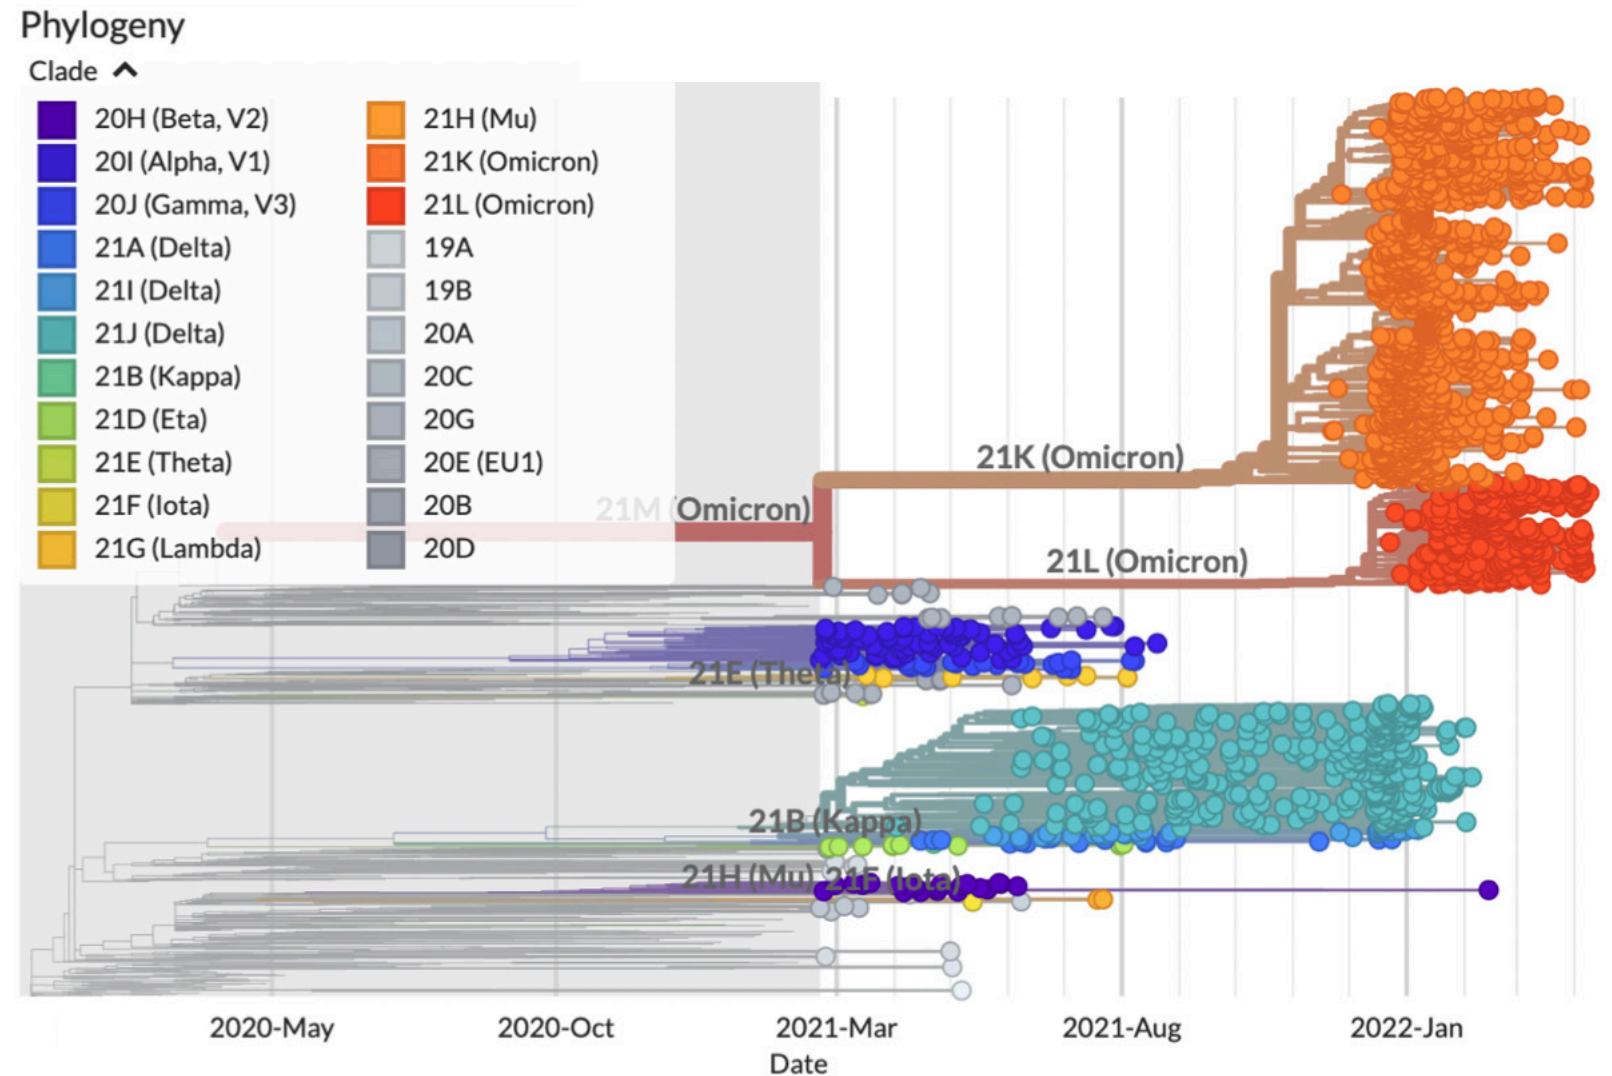 Phylogeny
Clade
20H (Beta, V2)
20I (Alpha, V1)
20J (Gamma, V3)
21A (Delta)
21I (Delta)
21J (Delta)
21B (Kappa)
21D (Eta)
21E (Theta)
21F (Iota)
21G (Lambda)
21H (Mu)
21K (Omicron)
21L (Omicron)
19A
19B
20A
20C
20G
20E (EU1)
20B
20D
21K (Omicron)
21M (Omicron)
21L (Omicron)
21E (Theta)
21B (Kappa)
21H (Mu) 21F (Iota)
2020-May 2020-Oct 2021-Mar 2021-Aug 2022-Jan
Date